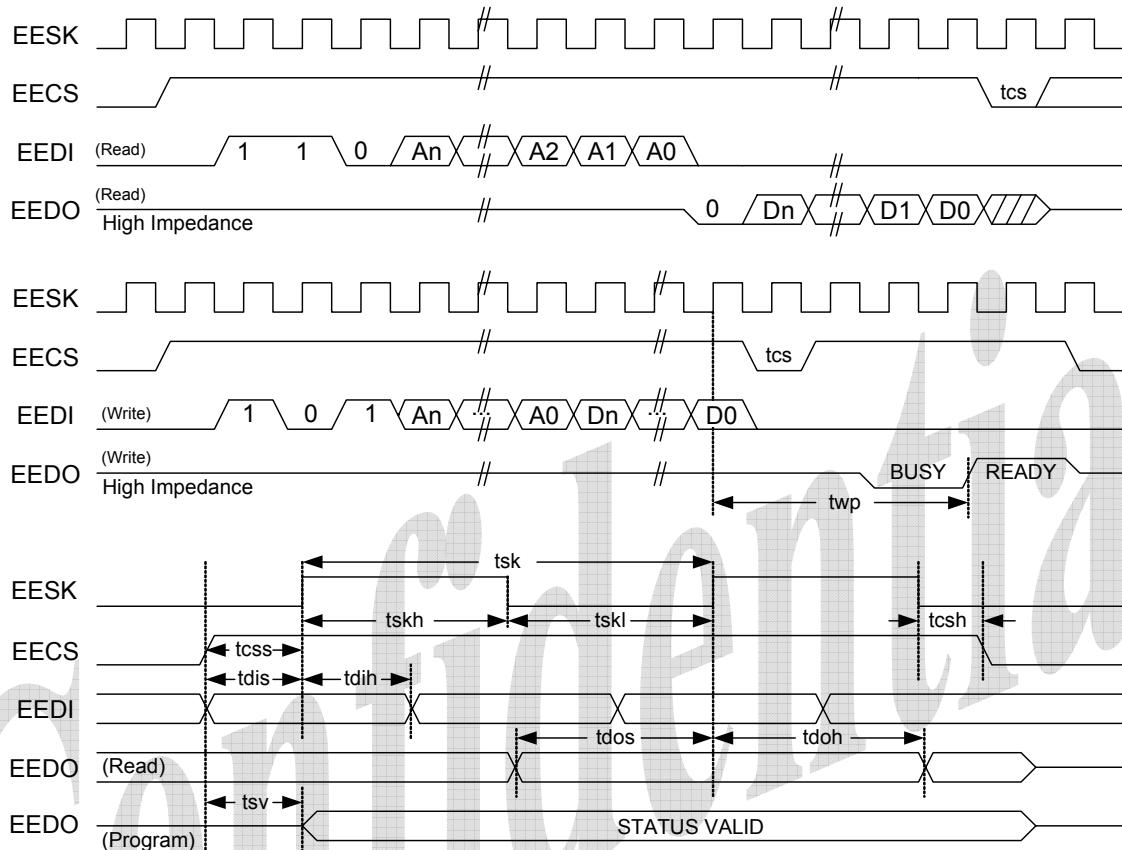 EESK
EECS tcs
EEDI (Read) 1 1 0 An A2 A1 A0
EEDO (Read) High Impedance 0 Dn D1 D0
EESK
EECS tcs
EEDI (Write) 1 0 1 An ... A0 Dn ... D0
EEDO (Write) High Impedance BUSY READY
twp
tsk
EESK
tskh tskl tcsh
EECS tcss
tdis tdih
EEDI
tdos tdoh
EEDO (Read)
tsv
EEDO (Program) STATUS VALID
Confidentia